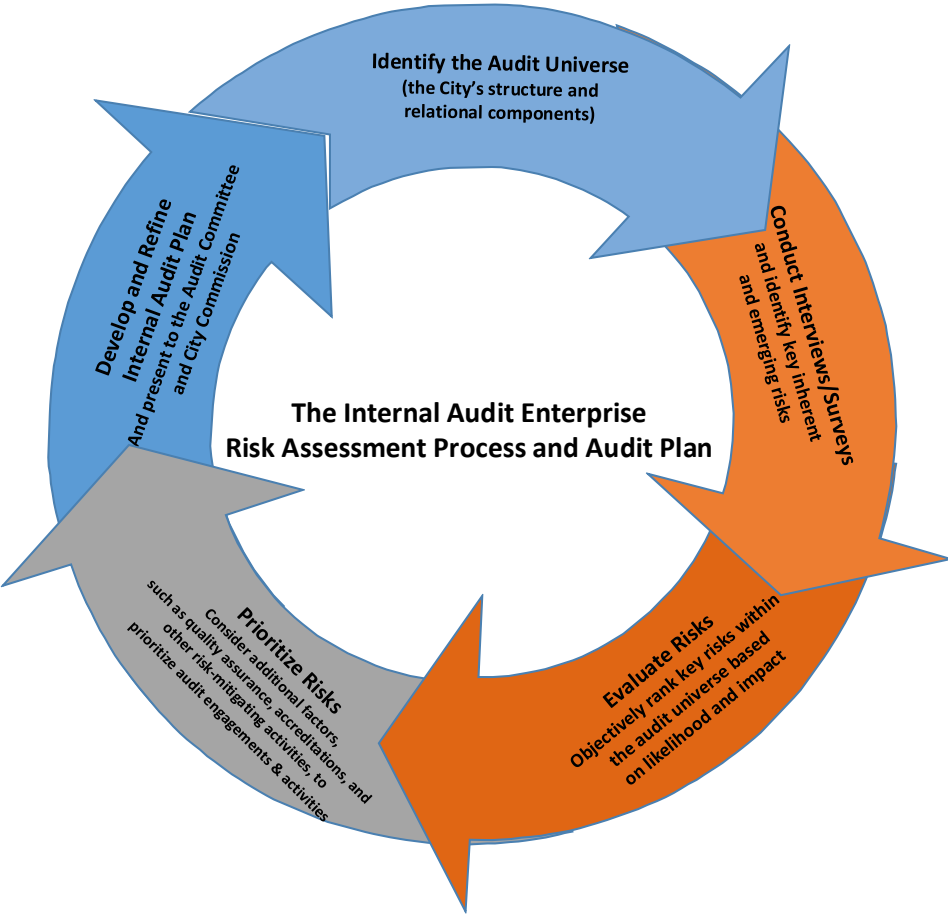 Identify the Audit Universe
(the City's structure and
relational components)
Conduct Interviews/Surveys
and identify key inherent
and emerging risks
Evaluate Risks
Objectively rank key risks within
the audit universe based
on likelihood and impact
Prioritize Risks
Consider additional factors,
such as quality assurance, accreditations, and
other risk-mitigating activities, to
prioritize audit engagements & activities
Develop and Refine
Internal Audit Plan
And present to the Audit Committee
and City Commission
The Internal Audit Enterprise
Risk Assessment Process and Audit Plan